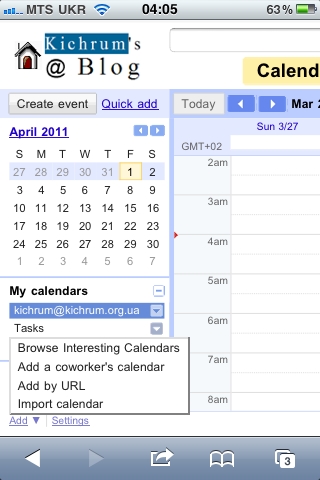 MTS UKR 04:05 63%
Kichrum's
@ Blog
Calend
Create event Quick add
Today Mar 2
April 2011
Sun 3/27
GMT+02
S M T W T F S
27 28 29 30 31 1 2
3 4 5 6 7 8 9
10 11 12 13 14 15 16
17 18 19 20 21 22 23
24 25 26 27 28 29 30
1 2 3 4 5 6 7
2am
3am
4am
5am
6am
7am
8am
My calendars
kichrum@kichrum.org.ua
Tasks
Browse Interesting Calendars
Add a coworker's calendar
Add by URL
Import calendar
Add ▼ Settings
3